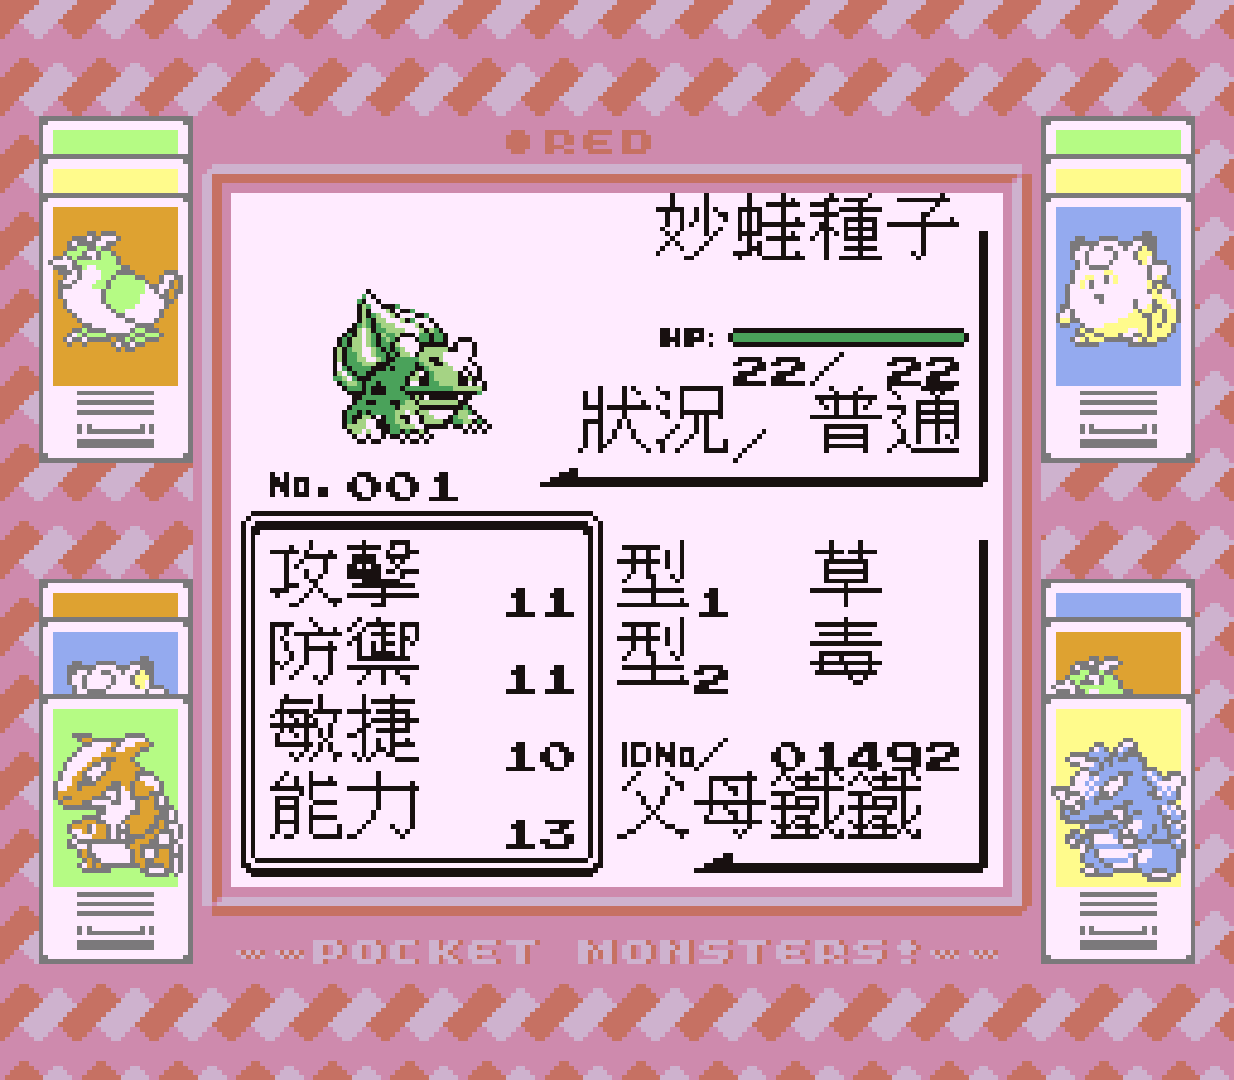 ●RED
妙蛙種子
HP:
22/ 22
狀況/普通
No.001
攻擊 11
防禦 11
敏捷 10
能力 13
型1 草
型2 毒
IDNo/ 01492
父母鐵鐵
~~POCKET MONSTERS!~~